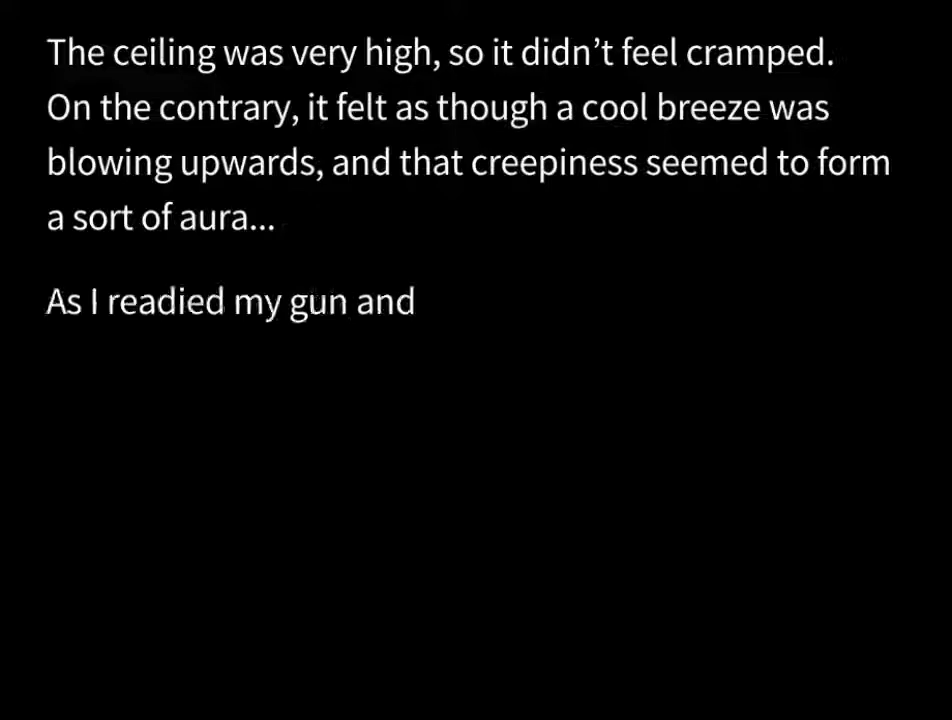 The ceiling was very high, so it didn’t feel cramped.
On the contrary, it felt as though a cool breeze was
blowing upwards, and that creepiness seemed to form
a sort of aura...
As I readied my gun and